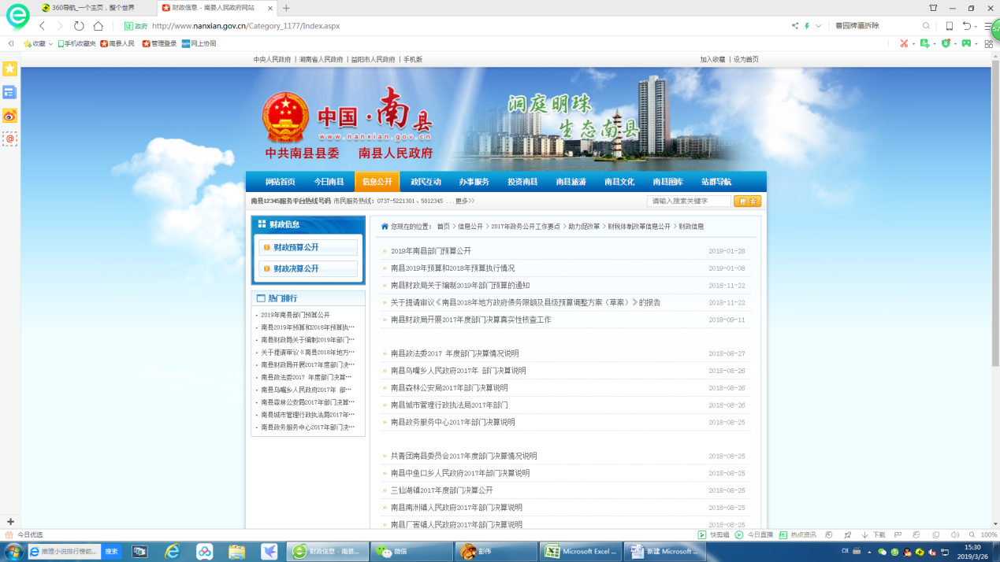 360导航_一个主页，整个世界
财政信息 - 南县人民政府网站
政府 http://www.nanxian.gov.cn/Category_1177/Index.aspx
曹园牌匾拆除
57
收藏 手机收藏夹 南县人民 管理登录 网上协同
中央人民政府 | 湖南省人民政府 | 益阳市人民政府 | 手机版
加入收藏 | 设为首页
中国·南县
www.nanxian.gov.cn
中共南县县委 南县人民政府
洞庭明珠
生态南县
网站首页 今日南县 信息公开 政民互动 办事服务 投资南县 南县旅游 南县文化 南县图库 站群导航
南县12345服务平台热线号码 市民服务热线：0737-5221301、5812345 ...更多>>
请输入搜索关键字 搜 索
财政信息
财政预算公开
财政决算公开
热门排行
2019年南县部门预算公开
南县2019年预算和2018年预算执…
南县财政局关于编制2019年部门…
关于提请审议《南县2018年地方…
南县财政局开展2017年度部门决…
南县政法委2017 年度部门决算…
南县乌嘴乡人民政府2017年 部…
南县森林公安局2017年部门决算…
南县城市管理行政执法局2017年…
南县政务服务中心2017年部门决…
您现在的位置： 首页 > 信息公开 > 2017年政务公开工作要点 > 助力促改革 > 财税体制改革信息公开 > 财政信息
2019年南县部门预算公开 2019-01-28
南县2019年预算和2018年预算执行情况 2019-01-08
南县财政局关于编制2019年部门预算的通知 2018-11-22
关于提请审议《南县2018年地方政府债务限额及县级预算调整方案（草案）》的报告 2018-11-22
南县财政局开展2017年度部门决算真实性核查工作 2018-09-11
南县政法委2017 年度部门决算情况说明 2018-08-27
南县乌嘴乡人民政府2017年 部门决算说明 2018-08-26
南县森林公安局2017年部门决算说明 2018-08-26
南县城市管理行政执法局2017年部门 2018-08-26
南县政务服务中心2017年部门决算说明 2018-08-25
共青团南县委员会2017年度部门决算情况说明 2018-08-25
南县中鱼口乡人民政府2017年部门决算说明 2018-08-25
三仙湖镇2017年度部门决算公开 2018-08-25
南县南洲镇人民政府2017年部门决算说明 2018-08-25
南县厂窖镇人民政府2017年部门决算说明 2018-08-25
今日优选
快剪辑 今日直播 热点资讯 下载 100%
推理小说排行榜前... 搜索
财政信息 - 南县...
微信
彭伟
Microsoft Excel ...
新建 Microsoft ...
CH
15:30
2019/3/26